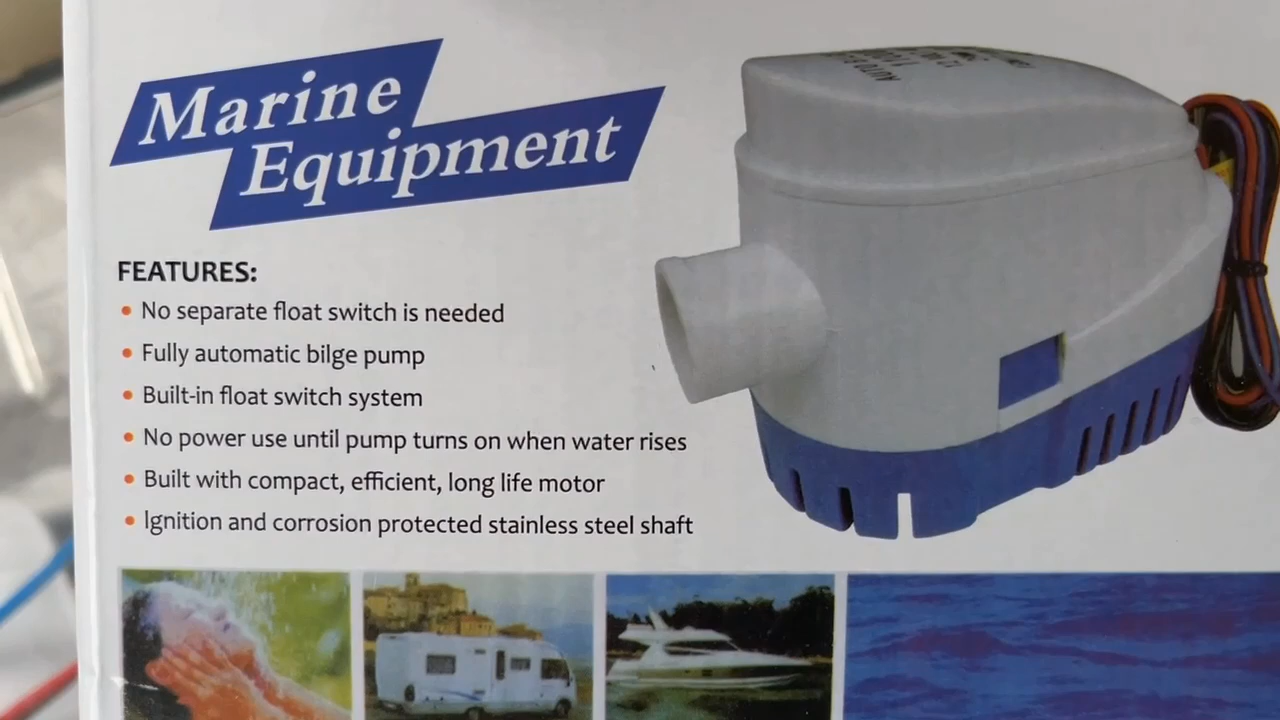 Marine
Equipment
FEATURES:
• No separate float switch is needed
• Fully automatic bilge pump
• Built-in float switch system
• No power use until pump turns on when water rises
• Built with compact, efficient, long life motor
• Ignition and corrosion protected stainless steel shaft